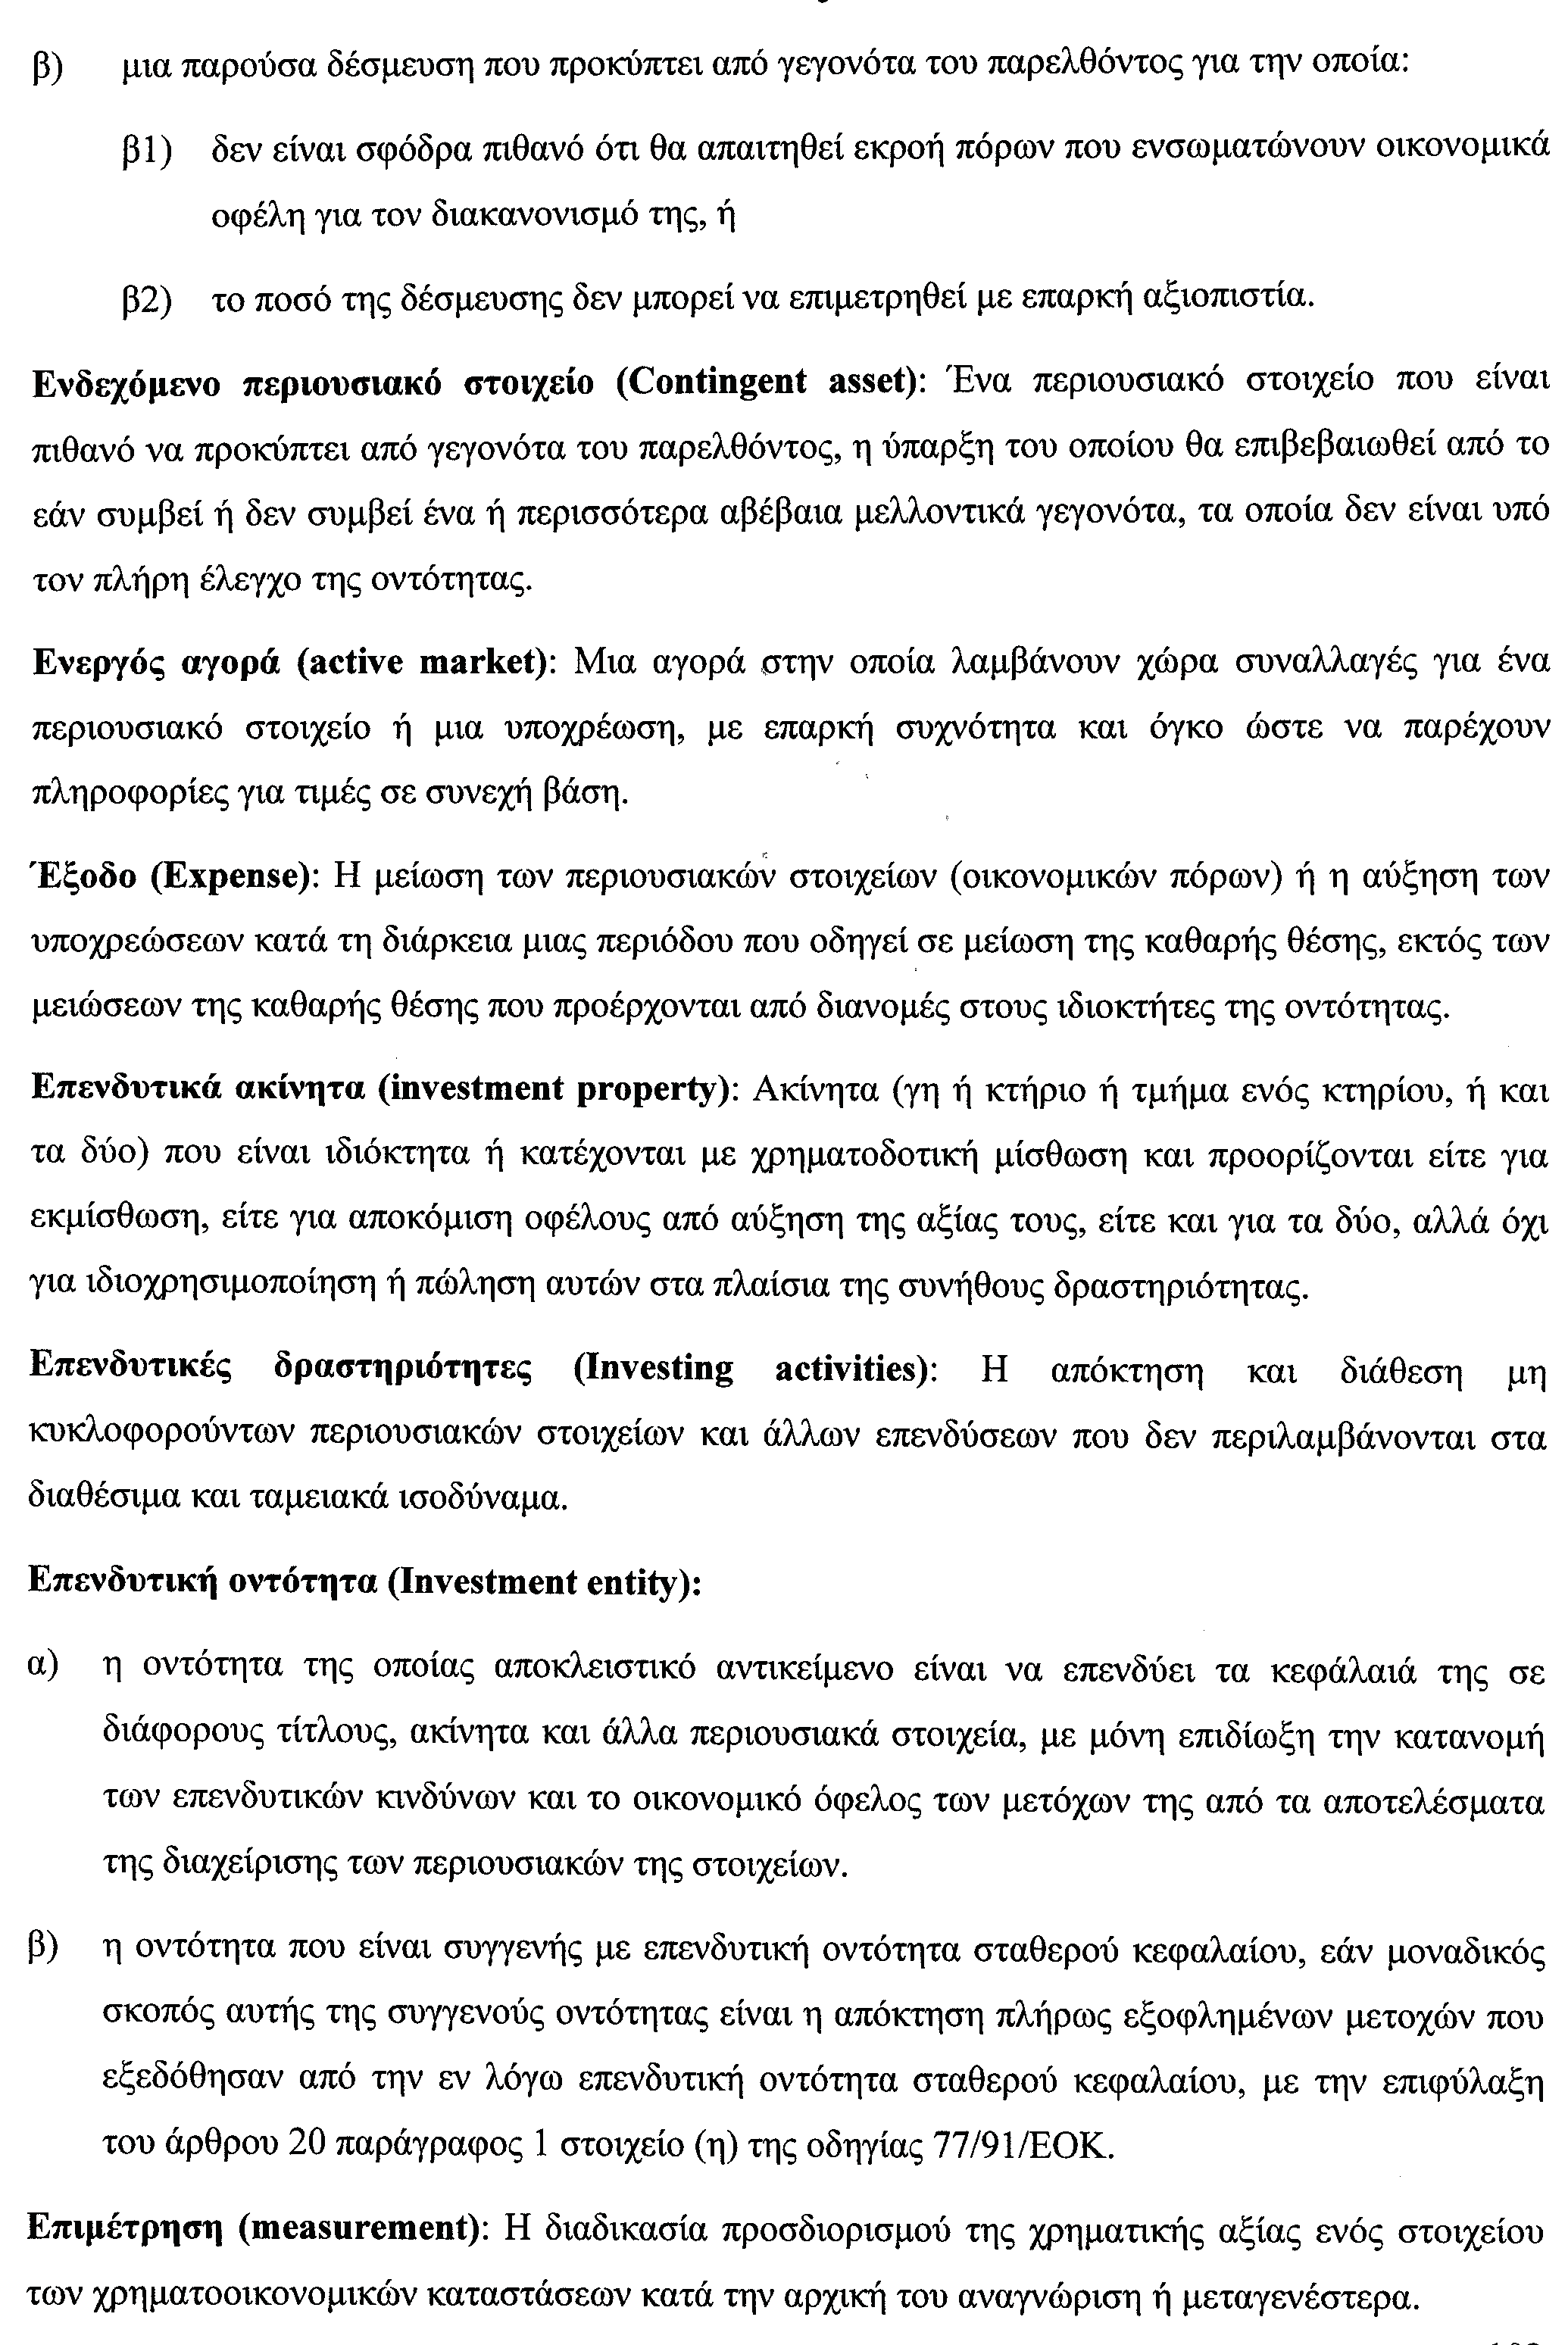 β) μια παρούσα δέσμευση που προκύπτει από γεγονότα του παρελθόντος για την οποία:
β1) δεν είναι σφόδρα πιθανό ότι θα απαιτηθεί εκροή πόρων που ενσωματώνουν οικονομικά
οφέλη για τον διακανονισμό της, ή
β2) το ποσό της δέσμευσης δεν μπορεί να επιμετρηθεί με επαρκή αξιοπιστία.
Ενδεχόμενο περιουσιακό στοιχείο (Contingent asset): Ένα περιουσιακό στοιχείο που είναι
πιθανό να προκύπτει από γεγονότα του παρελθόντος, η ύπαρξη του οποίου θα επιβεβαιωθεί από το
εάν συμβεί ή δεν συμβεί ένα ή περισσότερα αβέβαια μελλοντικά γεγονότα, τα οποία δεν είναι υπό
τον πλήρη έλεγχο της οντότητας.
Ενεργός αγορά (active market): Μια αγορά στην οποία λαμβάνουν χώρα συναλλαγές για ένα
περιουσιακό στοιχείο ή μια υποχρέωση, με επαρκή συχνότητα και όγκο ώστε να παρέχουν
πληροφορίες για τιμές σε συνεχή βάση.
Έξοδο (Expense): Η μείωση των περιουσιακών στοιχείων (οικονομικών πόρων) ή η αύξηση των
υποχρεώσεων κατά τη διάρκεια μιας περιόδου που οδηγεί σε μείωση της καθαρής θέσης, εκτός των
μειώσεων της καθαρής θέσης που προέρχονται από διανομές στους ιδιοκτήτες της οντότητας.
Επενδυτικά ακίνητα (investment property): Ακίνητα (γη ή κτήριο ή τμήμα ενός κτηρίου, ή και
τα δύο) που είναι ιδιόκτητα ή κατέχονται με χρηματοδοτική μίσθωση και προορίζονται είτε για
εκμίσθωση, είτε για αποκόμιση οφέλους από αύξηση της αξίας τους, είτε και για τα δύο, αλλά όχι
για ιδιοχρησιμοποίηση ή πώληση αυτών στα πλαίσια της συνήθους δραστηριότητας.
Επενδυτικές δραστηριότητες (Investing activities): Η απόκτηση και διάθεση μη
κυκλοφορούντων περιουσιακών στοιχείων και άλλων επενδύσεων που δεν περιλαμβάνονται στα
διαθέσιμα και ταμειακά ισοδύναμα.
Επενδυτική οντότητα (Investment entity):
α) η οντότητα της οποίας αποκλειστικό αντικείμενο είναι να επενδύει τα κεφάλαιά της σε
διάφορους τίτλους, ακίνητα και άλλα περιουσιακά στοιχεία, με μόνη επιδίωξη την κατανομή
των επενδυτικών κινδύνων και το οικονομικό όφελος των μετόχων της από τα αποτελέσματα
της διαχείρισης των περιουσιακών της στοιχείων.
β) η οντότητα που είναι συγγενής με επενδυτική οντότητα σταθερού κεφαλαίου, εάν μοναδικός
σκοπός αυτής της συγγενούς οντότητας είναι η απόκτηση πλήρως εξοφλημένων μετοχών που
εξεδόθησαν από την εν λόγω επενδυτική οντότητα σταθερού κεφαλαίου, με την επιφύλαξη
του άρθρου 20 παράγραφος 1 στοιχείο (η) της οδηγίας 77/91/ΕΟΚ.
Επιμέτρηση (measurement): Η διαδικασία προσδιορισμού της χρηματικής αξίας ενός στοιχείου
των χρηματοοικονομικών καταστάσεων κατά την αρχική του αναγνώριση ή μεταγενέστερα.